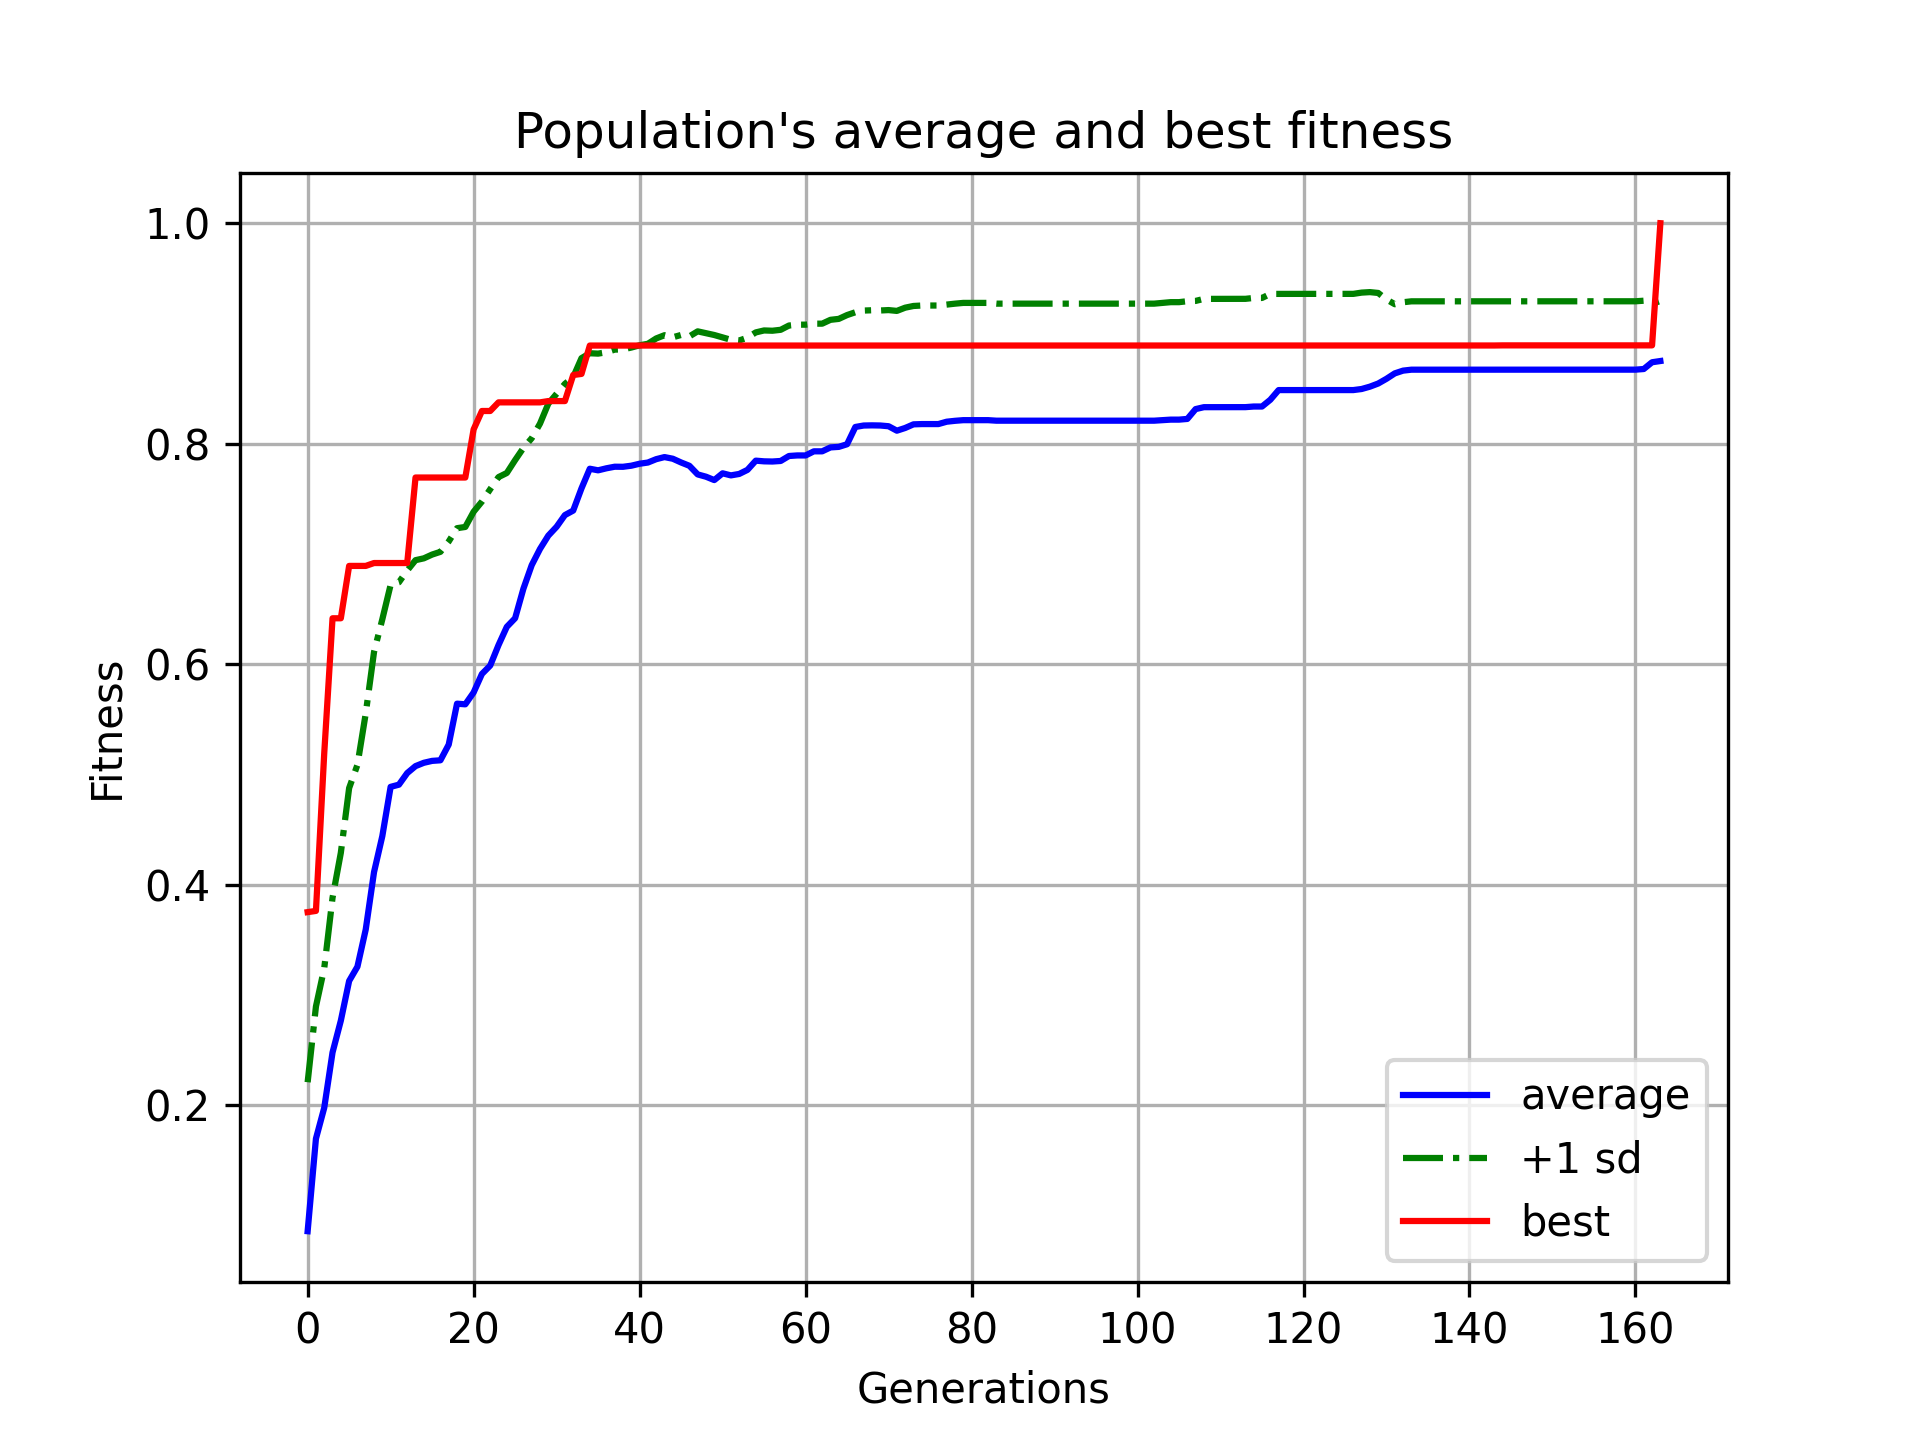 Population's average and best fitness
1.0
0.8
0.6
0.4
0.2
Fitness
average
+1 sd
best
0 20 40 60 80 100 120 140 160
Generations